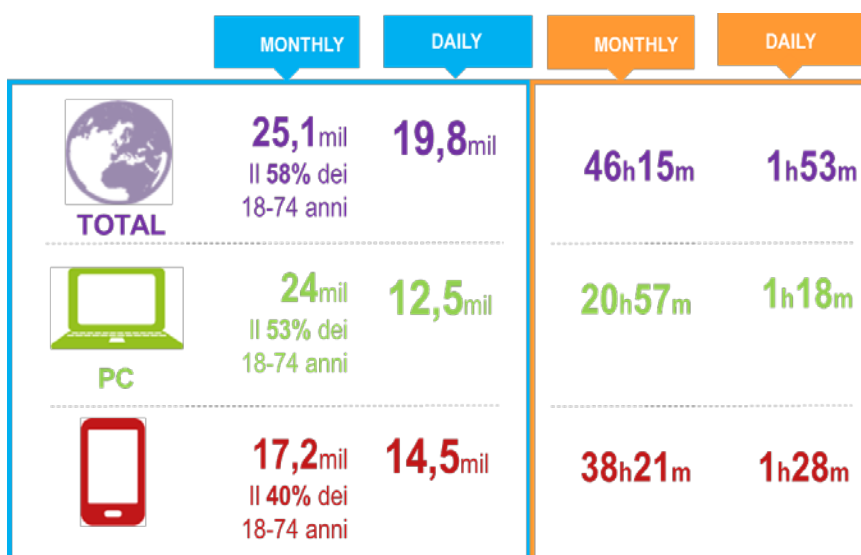 MONTHLY DAILY MONTHLY DAILY
25,1mil 19,8mil
Il 58% dei
18-74 anni
46h15m 1h53m
TOTAL
24mil 12,5mil
Il 53% dei
18-74 anni
20h57m 1h18m
PC
17,2mil 14,5mil
Il 40% dei
18-74 anni
38h21m 1h28m